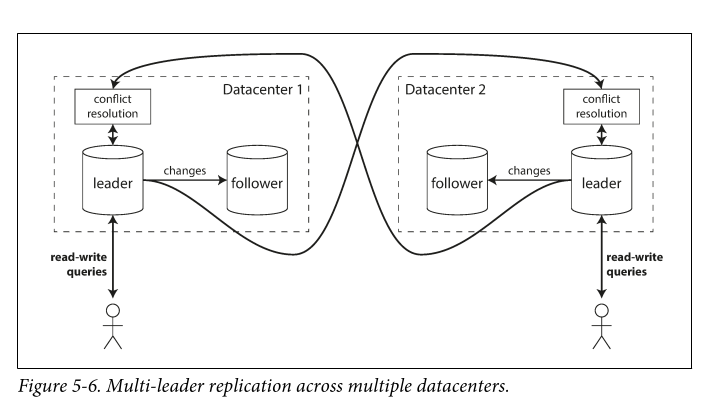 Datacenter 1
conflict
resolution
leader
changes
follower
read-write
queries
Datacenter 2
conflict
resolution
follower
changes
leader
read-write
queries
Figure 5-6. Multi-leader replication across multiple datacenters.